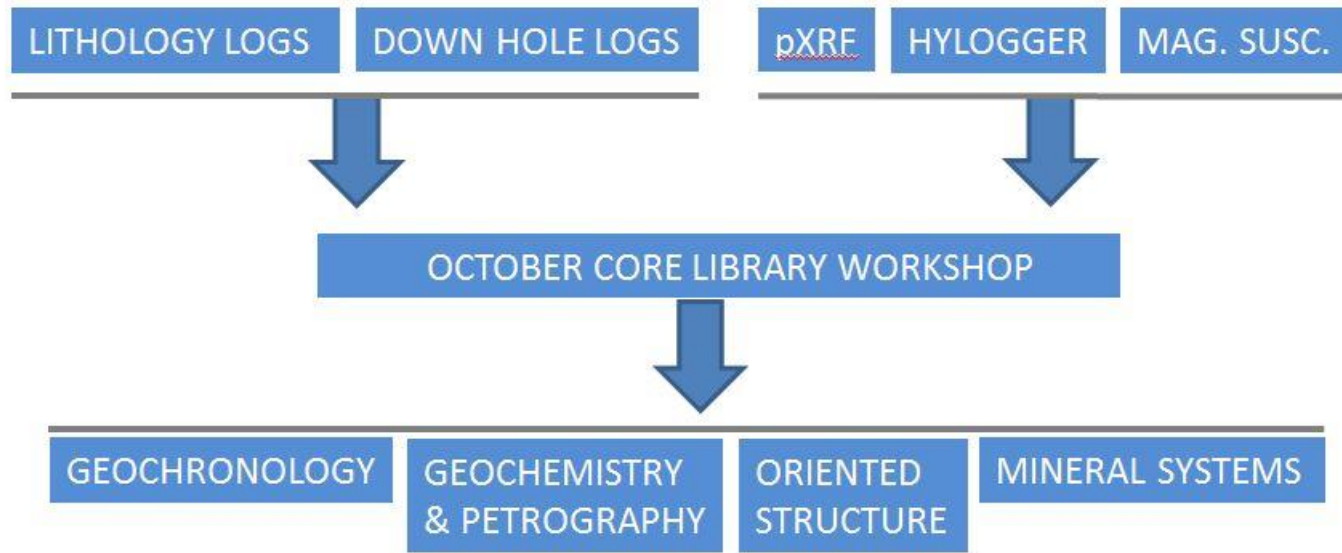 LITHOLOGY LOGS
DOWN HOLE LOGS
pXRF
HYLOGGER
MAG. SUSC.
OCTOBER CORE LIBRARY WORKSHOP
GEOCHRONOLOGY
GEOCHEMISTRY
& PETROGRAPHY
ORIENTED
STRUCTURE
MINERAL SYSTEMS